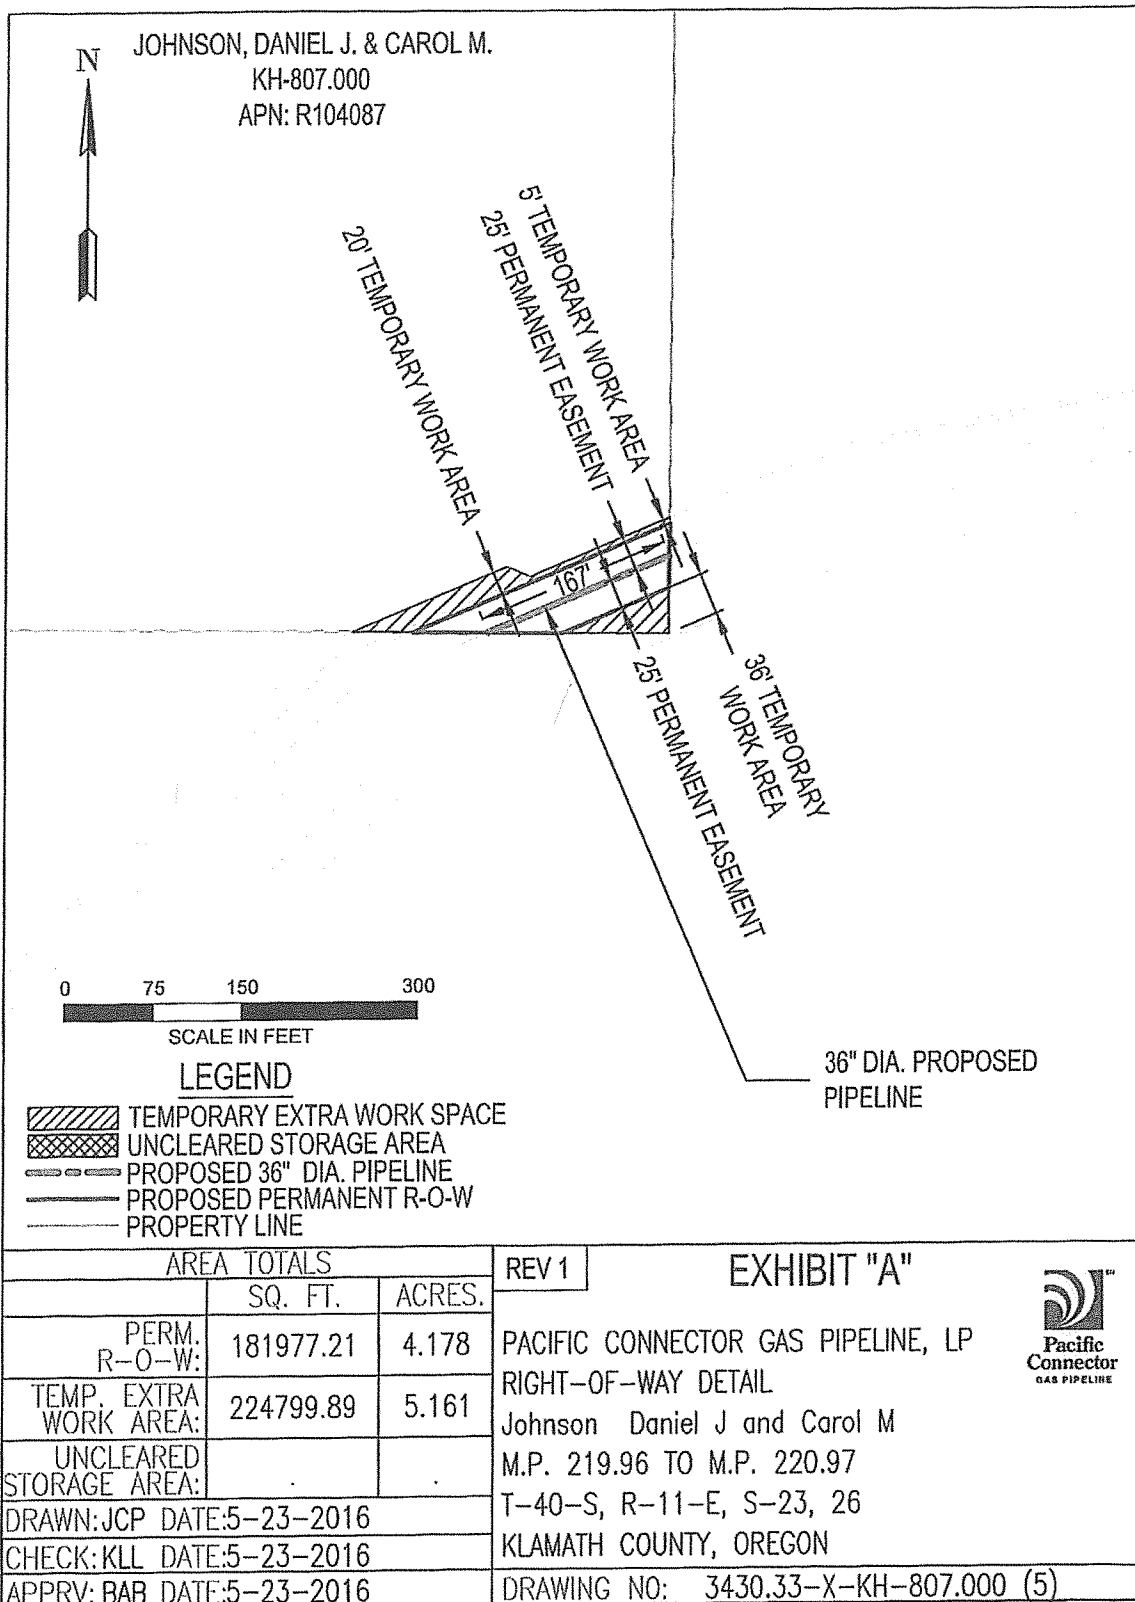 N
JOHNSON, DANIEL J. & CAROL M.
KH-807.000
APN: R104087
20' TEMPORARY WORK AREA
25' PERMANENT EASEMENT
5' TEMPORARY WORK AREA
167'
25' PERMANENT EASEMENT
36' TEMPORARY
WORK AREA
0 75 150 300
SCALE IN FEET
36" DIA. PROPOSED
PIPELINE
LEGEND
TEMPORARY EXTRA WORK SPACE
UNCLEARED STORAGE AREA
PROPOSED 36" DIA. PIPELINE
PROPOSED PERMANENT R-O-W
PROPERTY LINE
AREA TOTALS
SQ. FT. ACRES.
PERM.
R-O-W: 181977.21 4.178
TEMP. EXTRA
WORK AREA: 224799.89 5.161
UNCLEARED
STORAGE AREA: . .
DRAWN: JCP DATE: 5-23-2016
CHECK: KLL DATE: 5-23-2016
APPRV: BAB DATE: 5-23-2016
REV 1
EXHIBIT "A"
PACIFIC CONNECTOR GAS PIPELINE, LP
RIGHT-OF-WAY DETAIL
Johnson Daniel J and Carol M
M.P. 219.96 TO M.P. 220.97
T-40-S, R-11-E, S-23, 26
KLAMATH COUNTY, OREGON
DRAWING NO: 3430.33-X-KH-807.000 (5)
Pacific
Connector
GAS PIPELINE